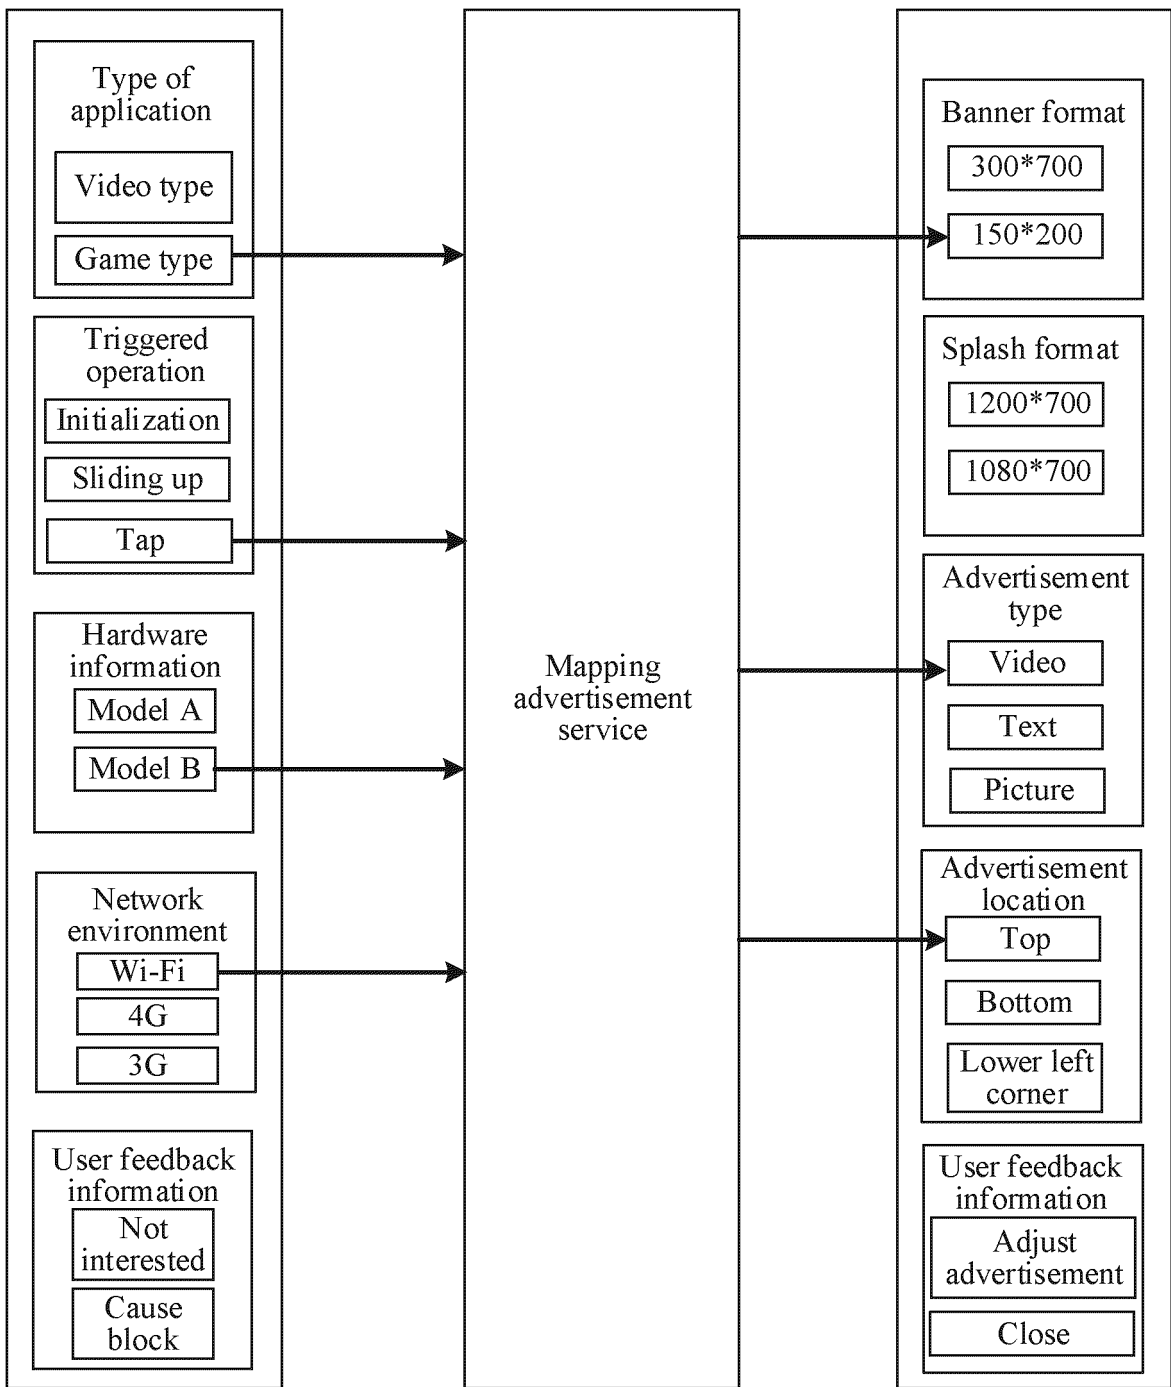 Type of
application
Video type
Game type
Triggered
operation
Initialization
Sliding up
Tap
Hardware
information
Model A
Model B
Network
environment
Wi-Fi
4G
3G
User feedback
information
Not
interested
Cause
block
Mapping
advertisement
service
Banner format
300*700
150*200
Splash format
1200*700
1080*700
Advertisement
type
Video
Text
Picture
Advertisement
location
Top
Bottom
Lower left
corner
User feedback
information
Adjust
advertisement
Close